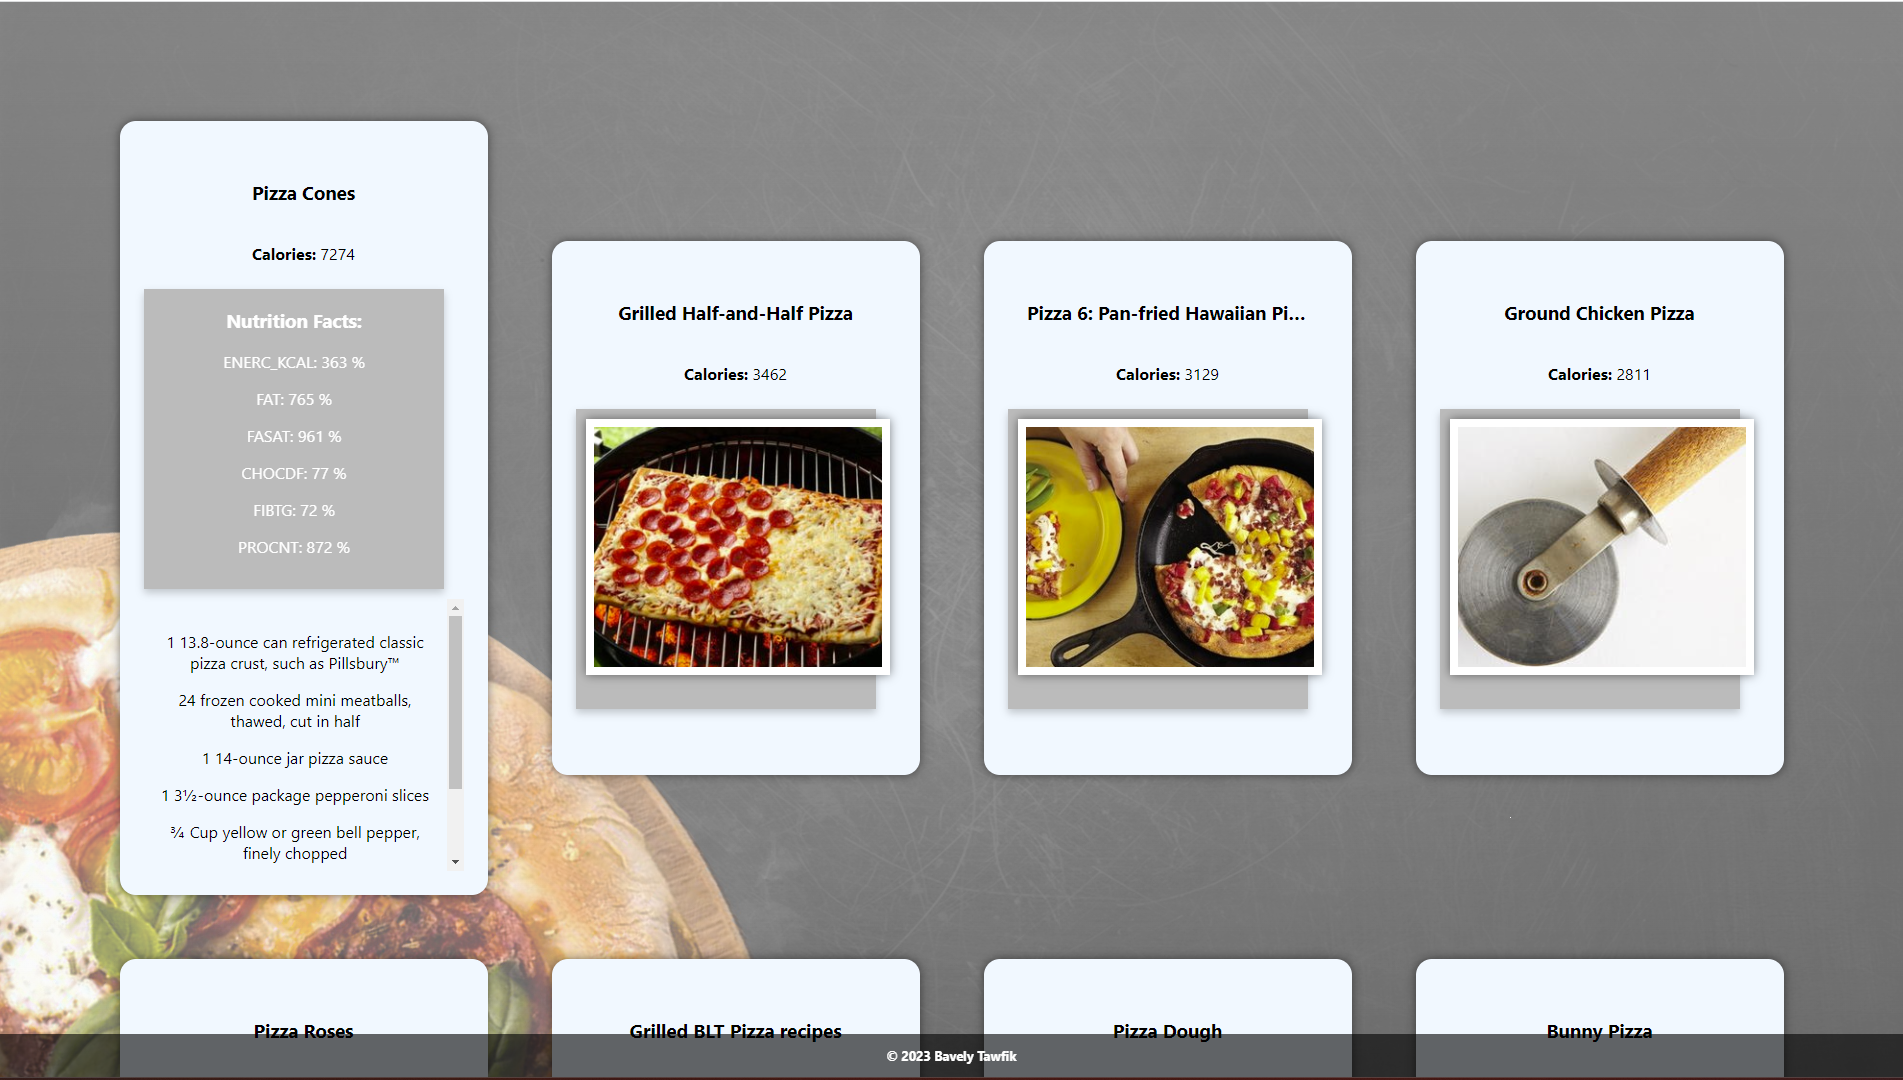 Pizza Cones
Calories: 7274
Nutrition Facts:
ENERC_KCAL: 363 %
FAT: 765 %
FASAT: 961 %
CHOCDF: 77 %
FIBTG: 72 %
PROCNT: 872 %
1 13.8-ounce can refrigerated classic
pizza crust, such as Pillsbury™
24 frozen cooked mini meatballs,
thawed, cut in half
1 14-ounce jar pizza sauce
1 3½-ounce package pepperoni slices
¾ Cup yellow or green bell pepper,
finely chopped
Grilled Half-and-Half Pizza
Calories: 3462
Pizza 6: Pan-fried Hawaiian Pi...
Calories: 3129
Ground Chicken Pizza
Calories: 2811
Pizza Roses
Grilled BLT Pizza recipes
Pizza Dough
Bunny Pizza
© 2023 Bavely Tawfik